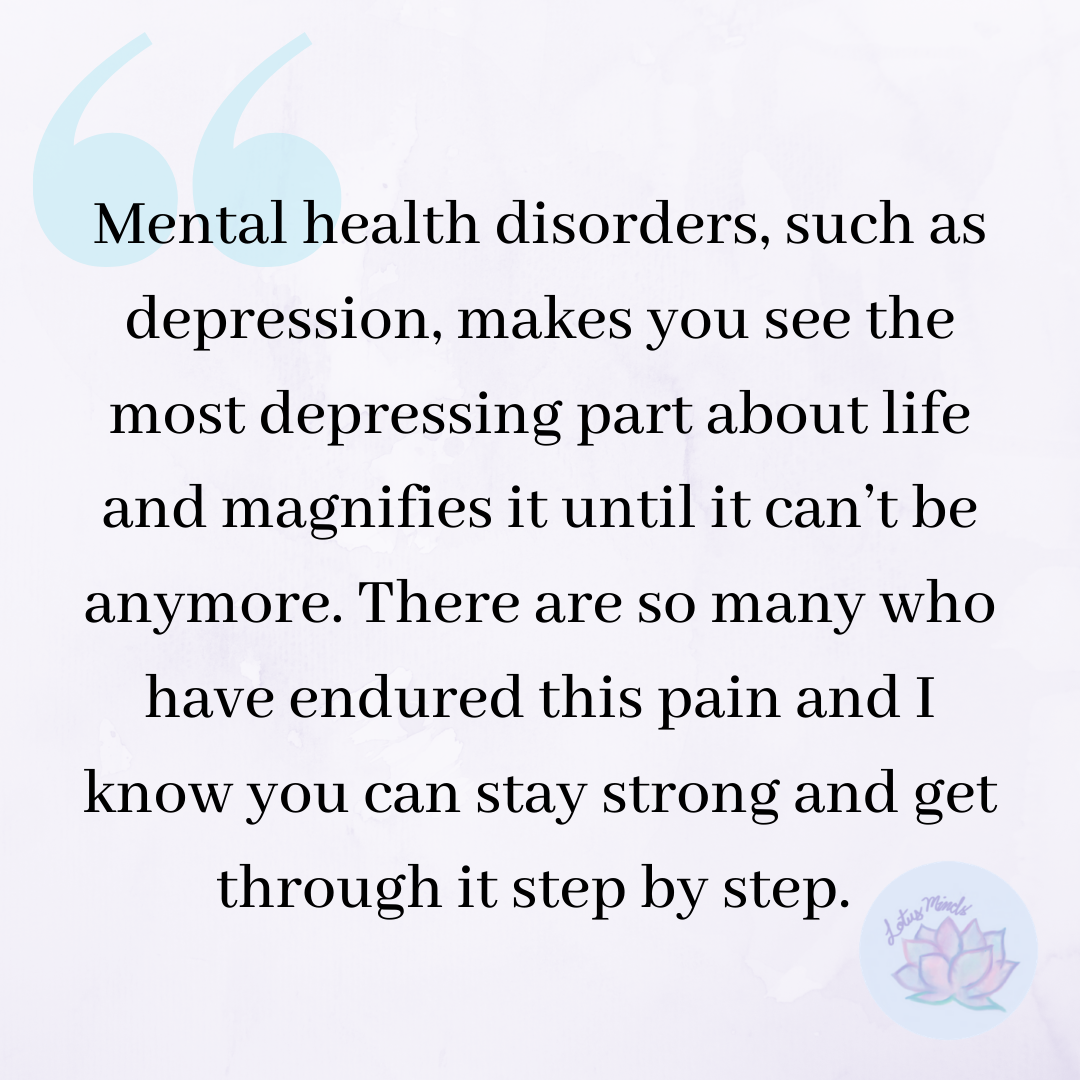 “
Mental health disorders, such as
depression, makes you see the
most depressing part about life
and magnifies it until it can’t be
anymore. There are so many who
have endured this pain and I
know you can stay strong and get
through it step by step.
Lotus Minds